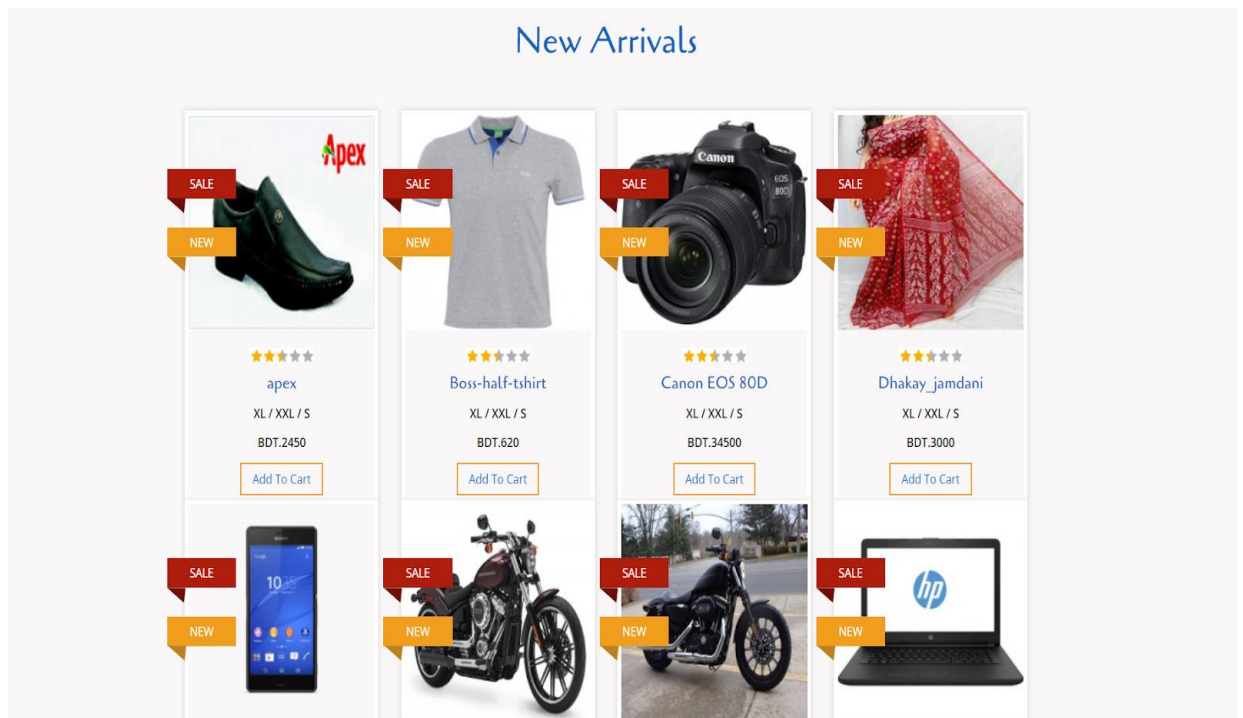 New Arrivals
Apex
SALE
NEW
apex
XL / XXL / S
BDT.2450
Add To Cart
SALE
NEW
Boss-half-tshirt
XL / XXL / S
BDT.620
Add To Cart
Canon
EOS
80D
SALE
NEW
Canon EOS 80D
XL / XXL / S
BDT.34500
Add To Cart
SALE
NEW
Dhakay_jamdani
XL / XXL / S
BDT.3000
Add To Cart
SONY
SALE
NEW
SALE
NEW
SALE
NEW
hp
SALE
NEW